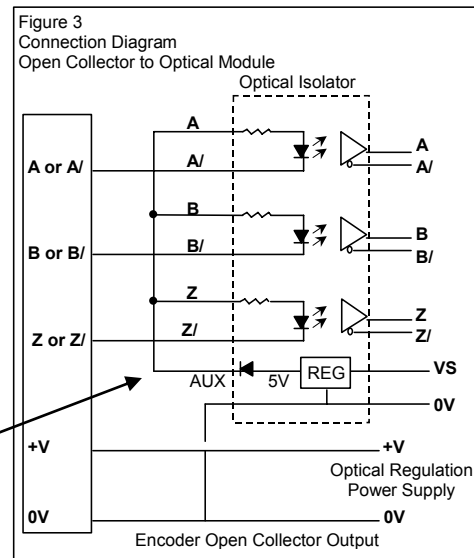 Figure 3
Connection Diagram
Open Collector to Optical Module
Optical Isolator
A
A
A or A/
A/
A/
B
B
B or B/
B/
B/
Z
Z
Z or Z/
Z/
Z/
AUX
5V
REG
VS
0V
+V
+V
Optical Regulation
Power Supply
0V
0V
Encoder Open Collector Output